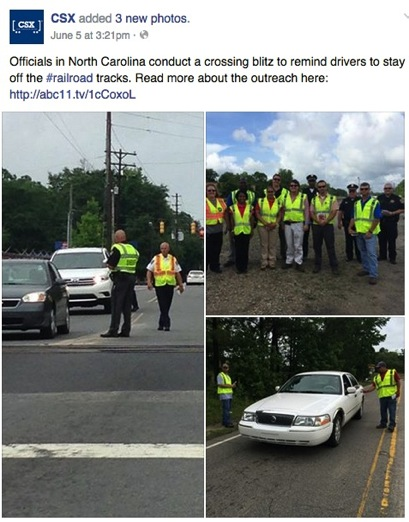 [ CSX ]
CSX added 3 new photos.
June 5 at 3:21pm ·
Officials in North Carolina conduct a crossing blitz to remind drivers to stay
off the #railroad tracks. Read more about the outreach here:
http://abc11.tv/1cCoxoL